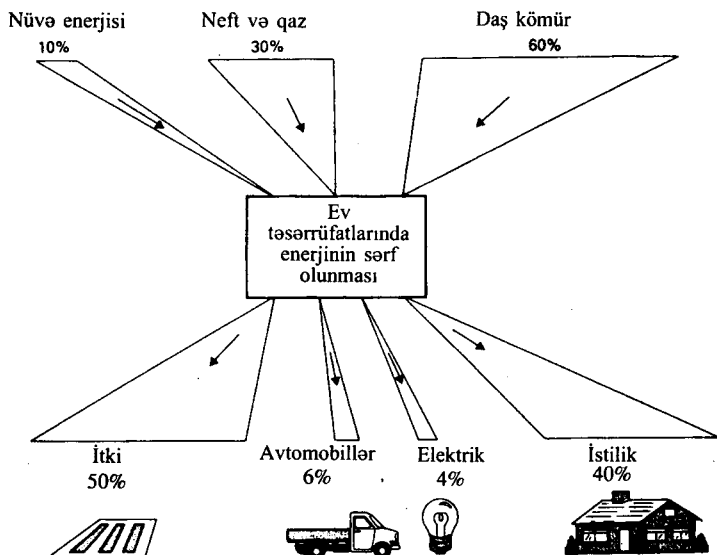 Nüvə enerjisi
10%
Neft və qaz
30%
Daş kömür
60%
Ev
təsərrüfatlarında
enerjinin sərf
olunması
İtki
50%
Avtomobillər
6%
Elektrik
4%
İstilik
40%